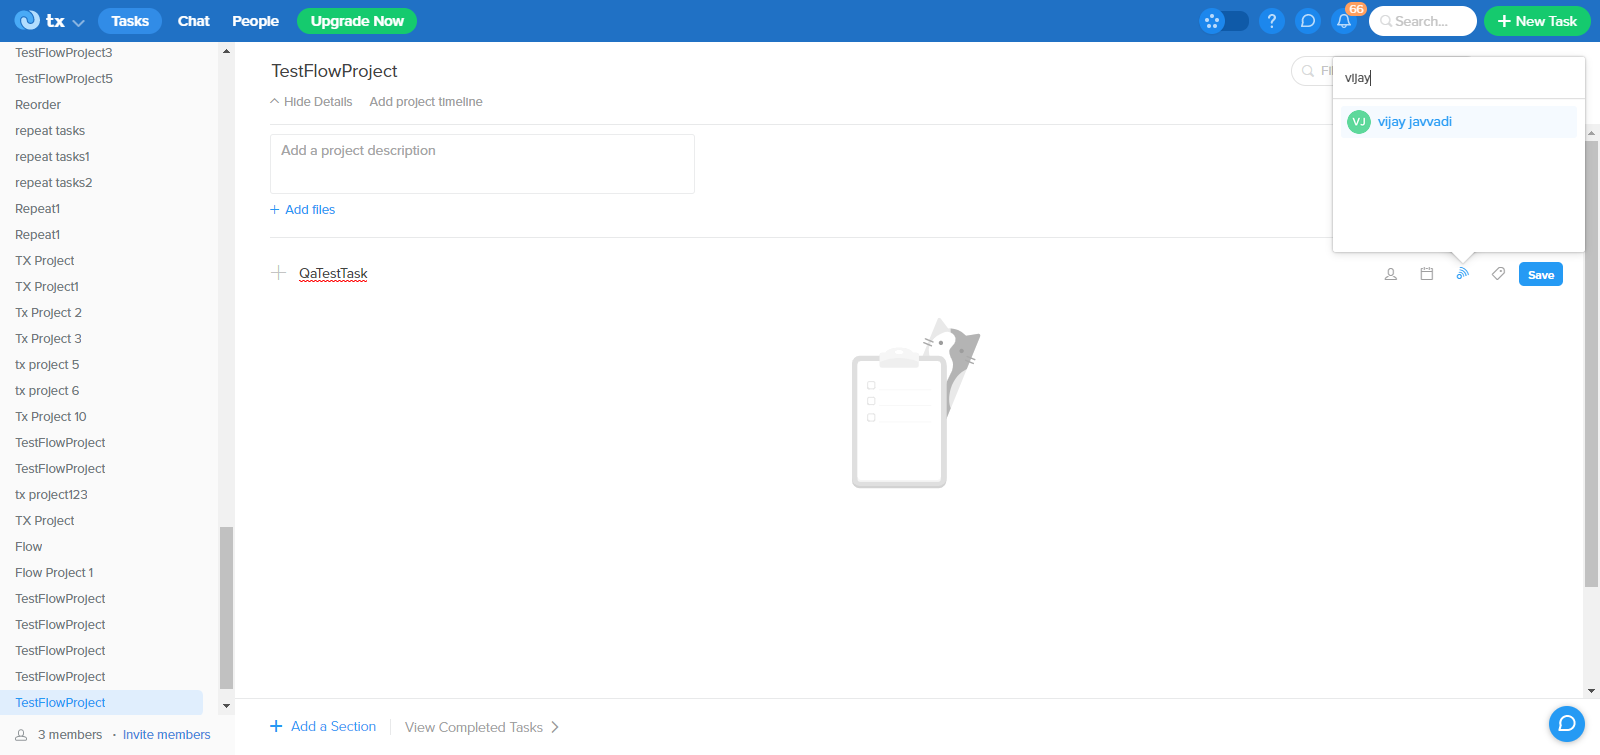 tx
Tasks
Chat
People
Upgrade Now
?
66
Search...
New Task
TestFlowProject3
TestFlowProject5
Reorder
repeat tasks
repeat tasks1
repeat tasks2
Repeat1
Repeat1
TX Project
TX Project1
Tx Project 2
Tx Project 3
tx project 5
tx project 6
Tx Project 10
TestFlowProject
TestFlowProject
tx project123
TX Project
Flow
Flow Project 1
TestFlowProject
TestFlowProject
TestFlowProject
TestFlowProject
TestFlowProject
3 members · Invite members
TestFlowProject
Hide Details
Add project timeline
Add a project description
+ Add files
QaTestTask
vijay
VJ
vijay javvadi
Save
+ Add a Section
View Completed Tasks